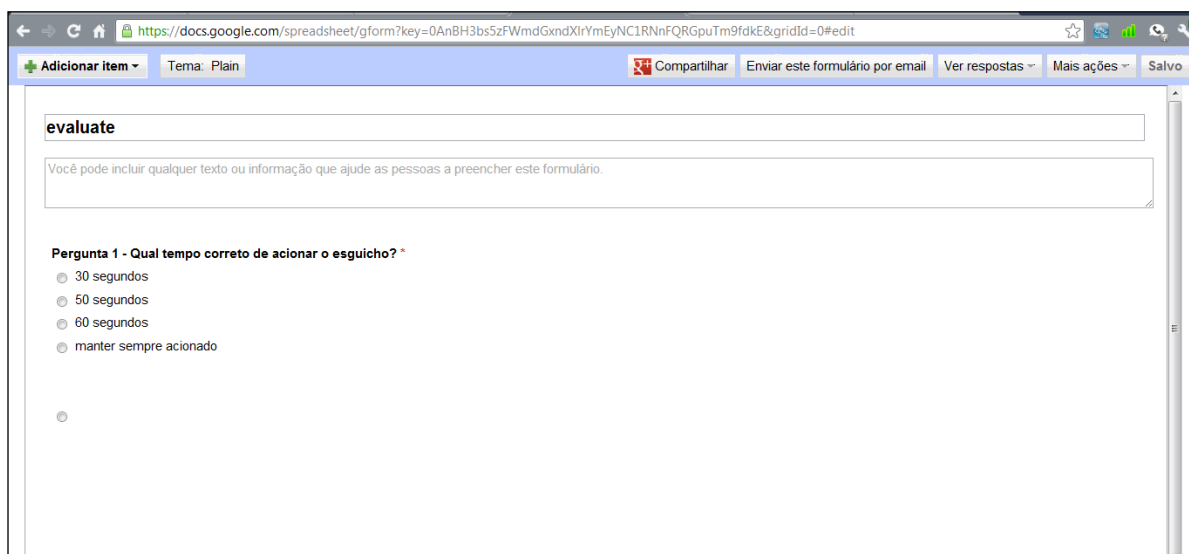 https://docs.google.com/spreadsheet/gform?key=0AnBH3bs5zFWmdGxndXIrYmEyNC1RNnFQRGpuTm9fdkE&gridId=0#edit
Adicionar item Tema: Plain Compartilhar Enviar este formulário por email Ver respostas Mais ações Salvo
evaluate
Você pode incluir qualquer texto ou informação que ajude as pessoas a preencher este formulário.
Pergunta 1 - Qual tempo correto de acionar o esguicho? *
30 segundos
50 segundos
60 segundos
manter sempre acionado